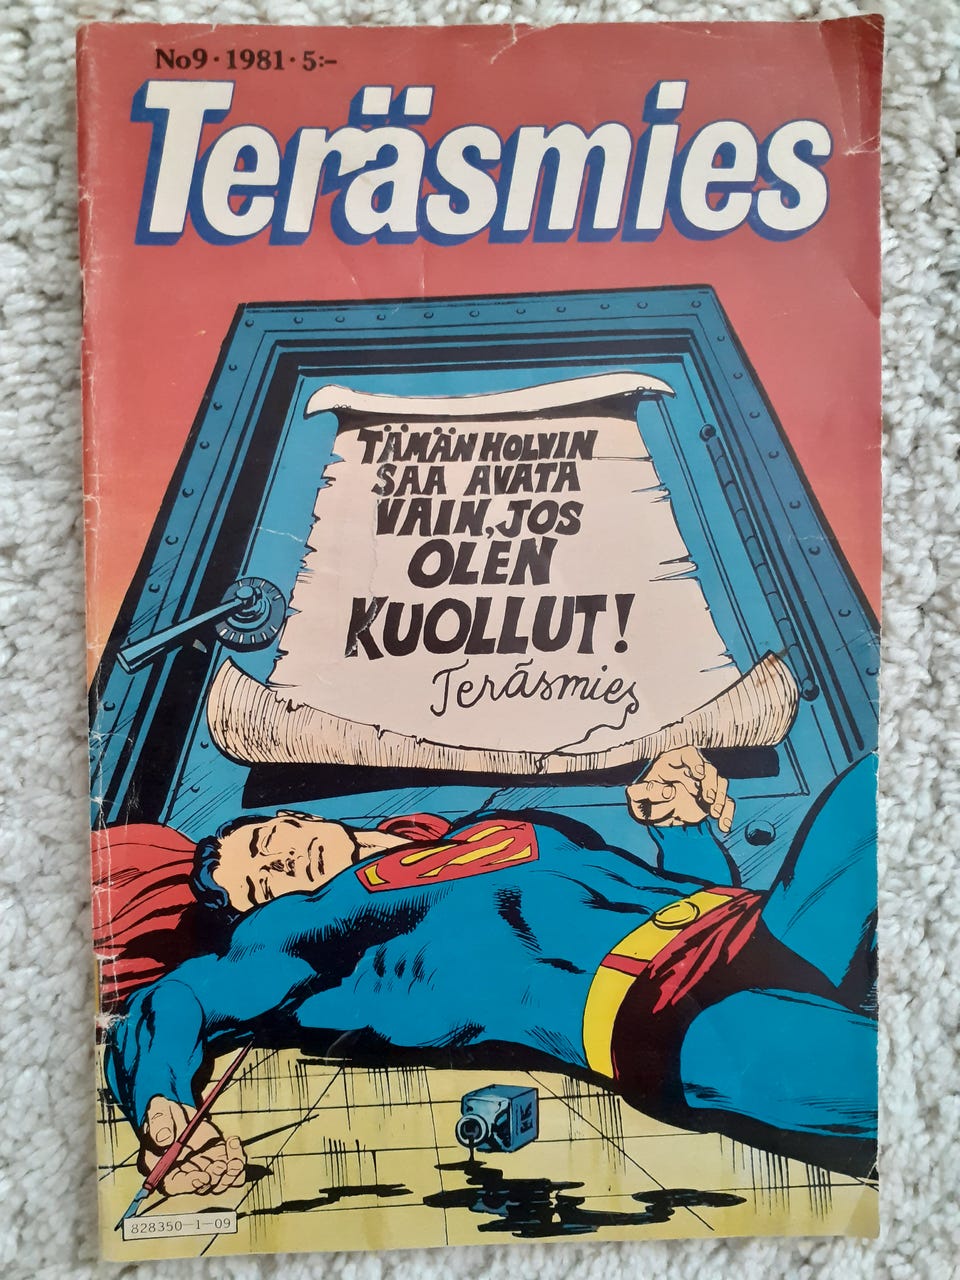 No9·1981·5:-
Teräsmies
TÄMÄN HOLVIN
SAA AVATA
VAIN, JOS
OLEN
KUOLLUT!
Teräsmies
S
828350-1-09